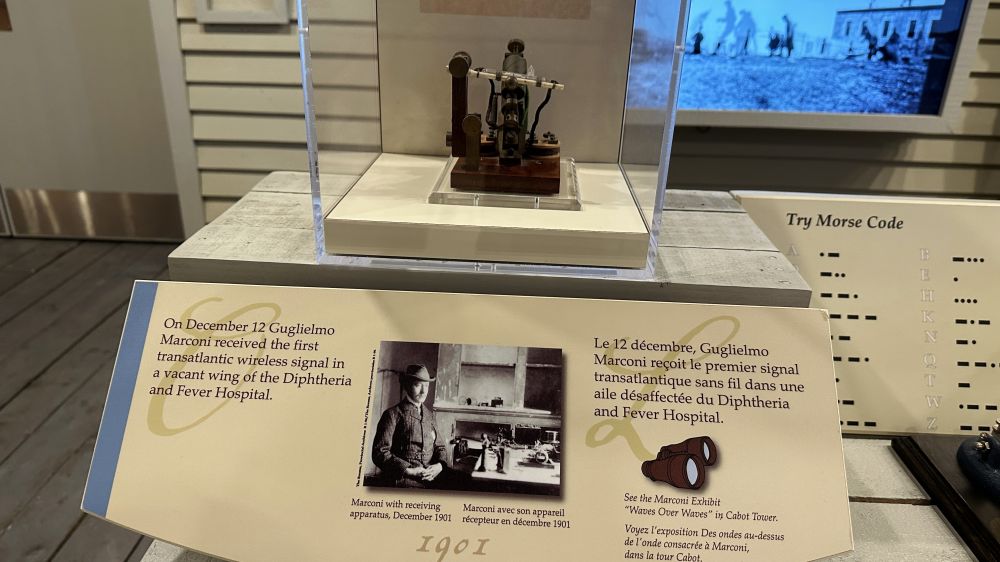 Try Morse Code
A
B
E
H
K
N
Q
T
W
Z
On December 12 Guglielmo
Marconi received the first
transatlantic wireless signal in
a vacant wing of the Diphtheria
and Fever Hospital.
Marconi with receiving
apparatus, December 1901
Marconi avec son appareil
récepteur en décembre 1901
1901
Le 12 décembre, Guglielmo
Marconi reçoit le premier signal
transatlantique sans fil dans une
aile désaffectée du Diphtheria
and Fever Hospital.
See the Marconi Exhibit
"Waves Over Waves" in Cabot Tower.
Voyez l'exposition Des ondes au-dessus
de l'onde consacrée à Marconi,
dans la tour Cabot.